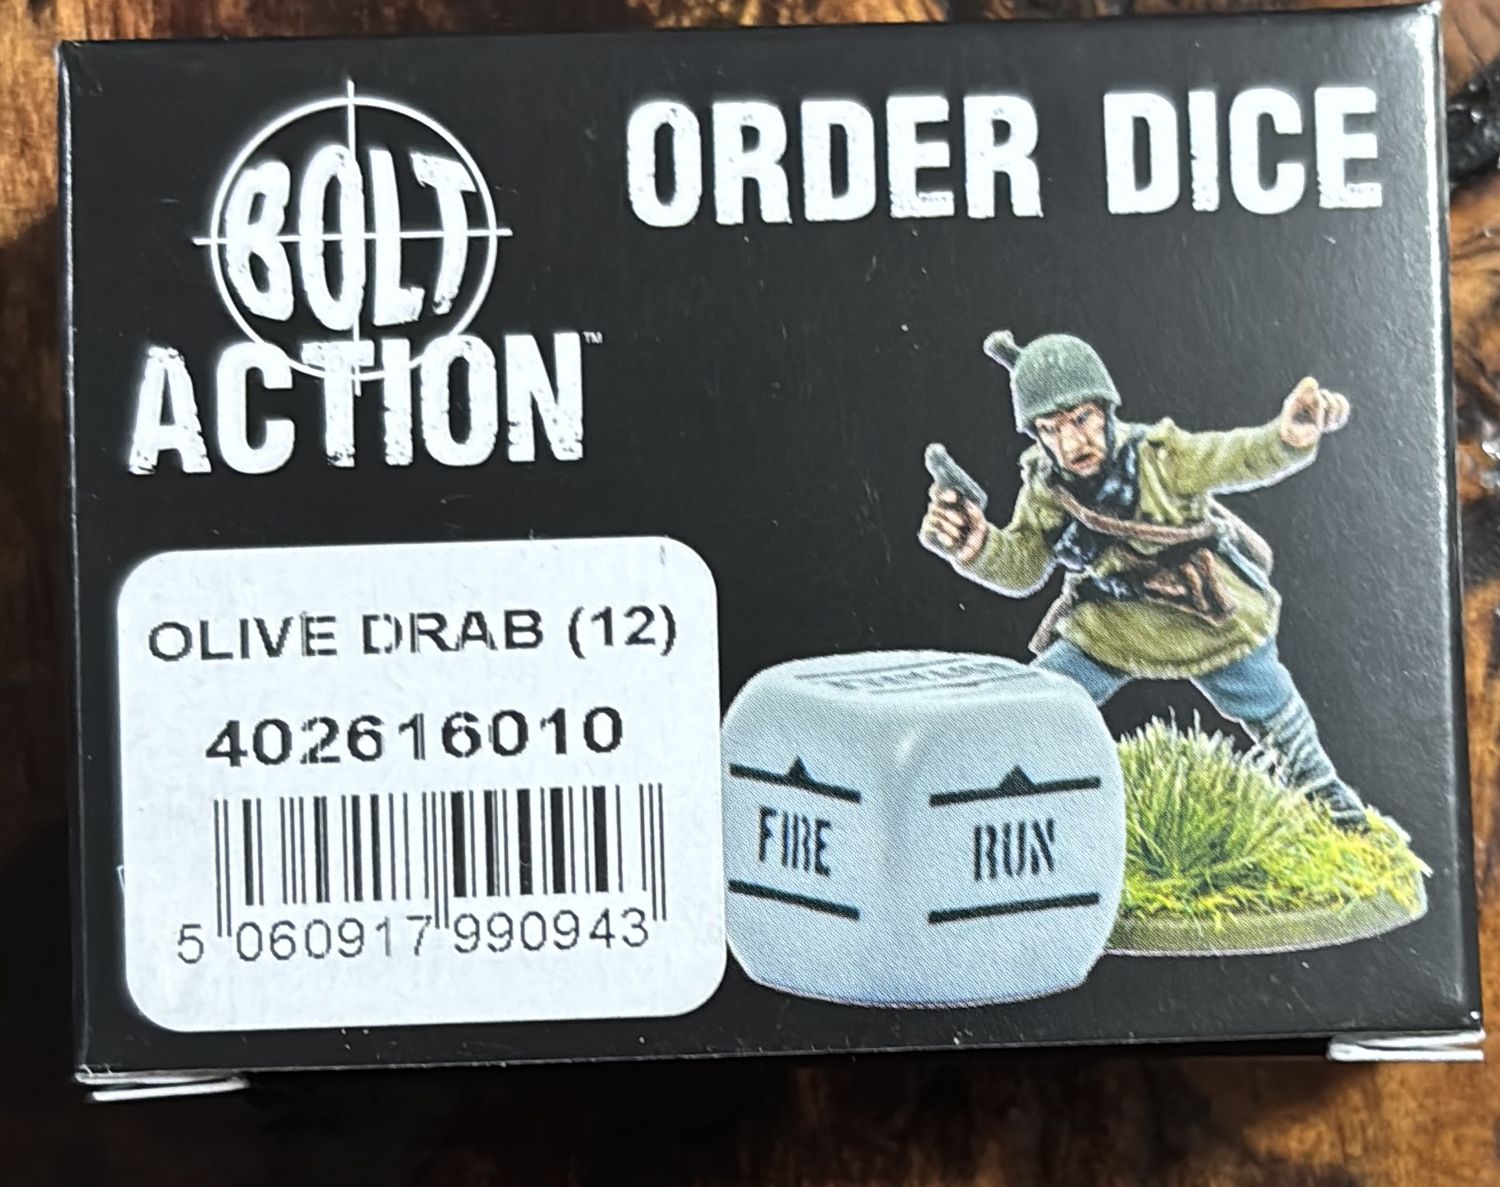 BOLT
ACTION™
ORDER DICE
OLIVE DRAB (12)
402616010
5 060917 990943
FIRE
RUN